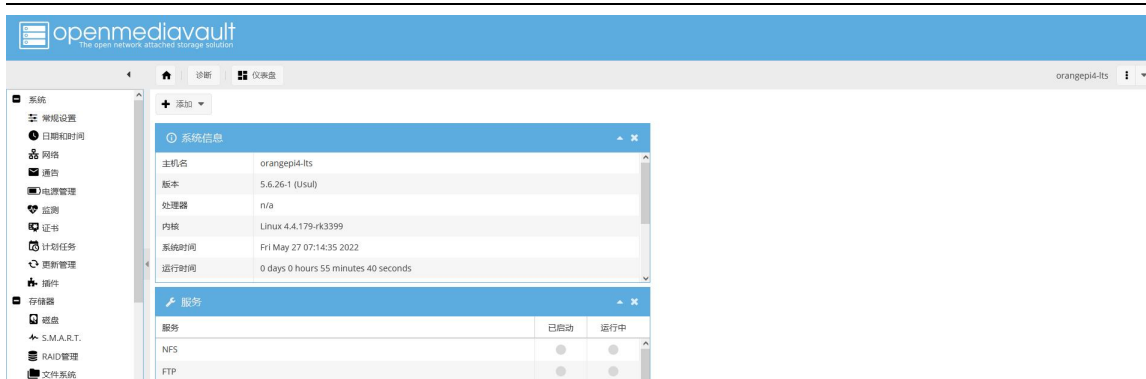 openmediavault
The open network attached storage solution
诊断
仪表盘
orangepi4-lts
系统
常规设置
日期和时间
网络
通告
电源管理
监测
证书
计划任务
更新管理
插件
存储器
磁盘
S.M.A.R.T.
RAID管理
文件系统
添加
系统信息
主机名 orangepi4-lts
版本 5.6.26-1 (Usul)
处理器 n/a
内核 Linux 4.4.179-rk3399
系统时间 Fri May 27 07:14:35 2022
运行时间 0 days 0 hours 55 minutes 40 seconds
服务
服务 已启动 运行中
NFS
FTP